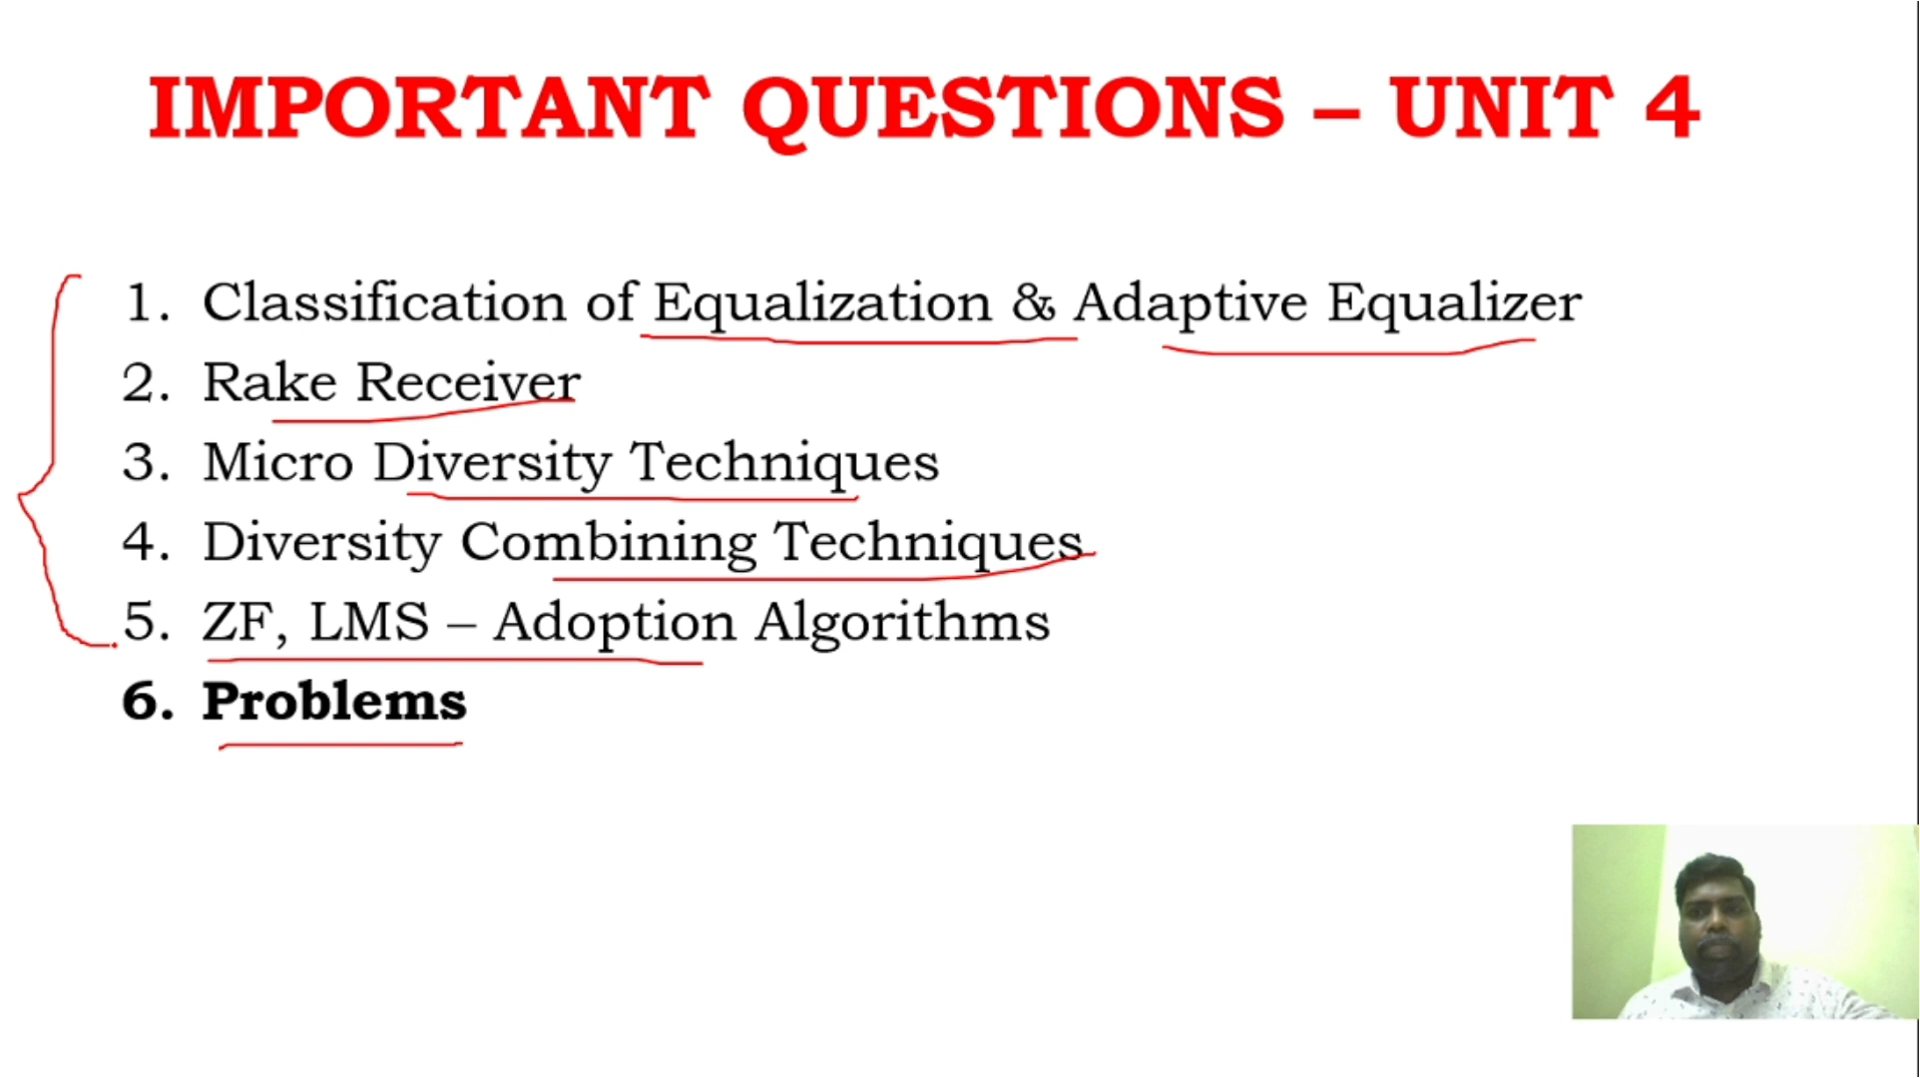 IMPORTANT QUESTIONS – UNIT 4
1. Classification of Equalization & Adaptive Equalizer
2. Rake Receiver
3. Micro Diversity Techniques
4. Diversity Combining Techniques
5. ZF, LMS – Adoption Algorithms
6. Problems